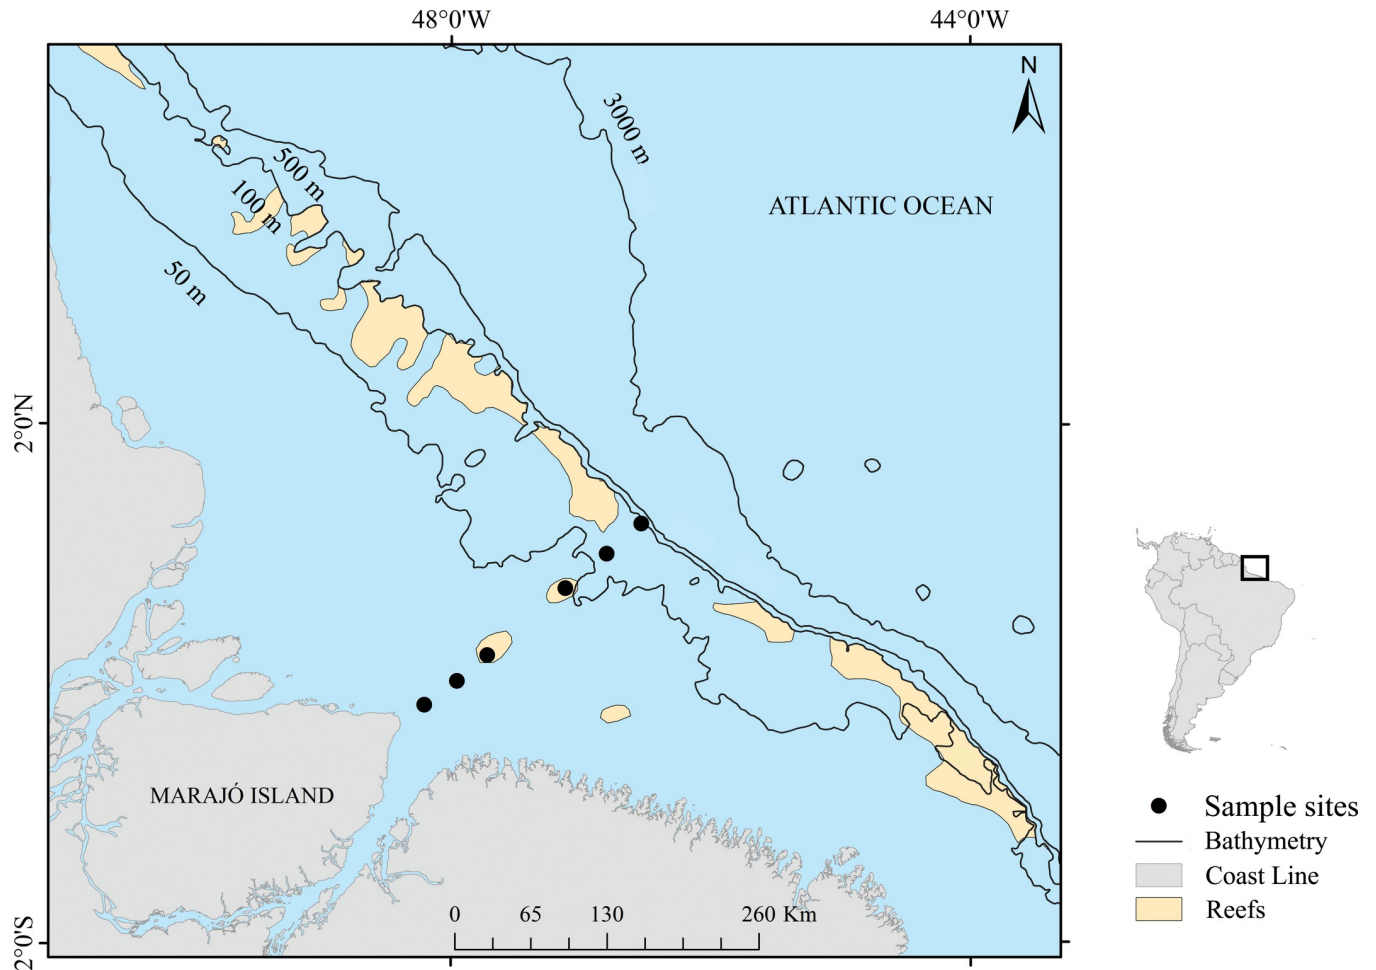 48°0'W
44°0'W
N
3000 m
500 m
100 m
ATLANTIC OCEAN
50 m
2°0'N
MARAJÓ ISLAND
Sample sites
Bathymetry
Coast Line
Reefs
0 65 130 260 Km
2°0'S